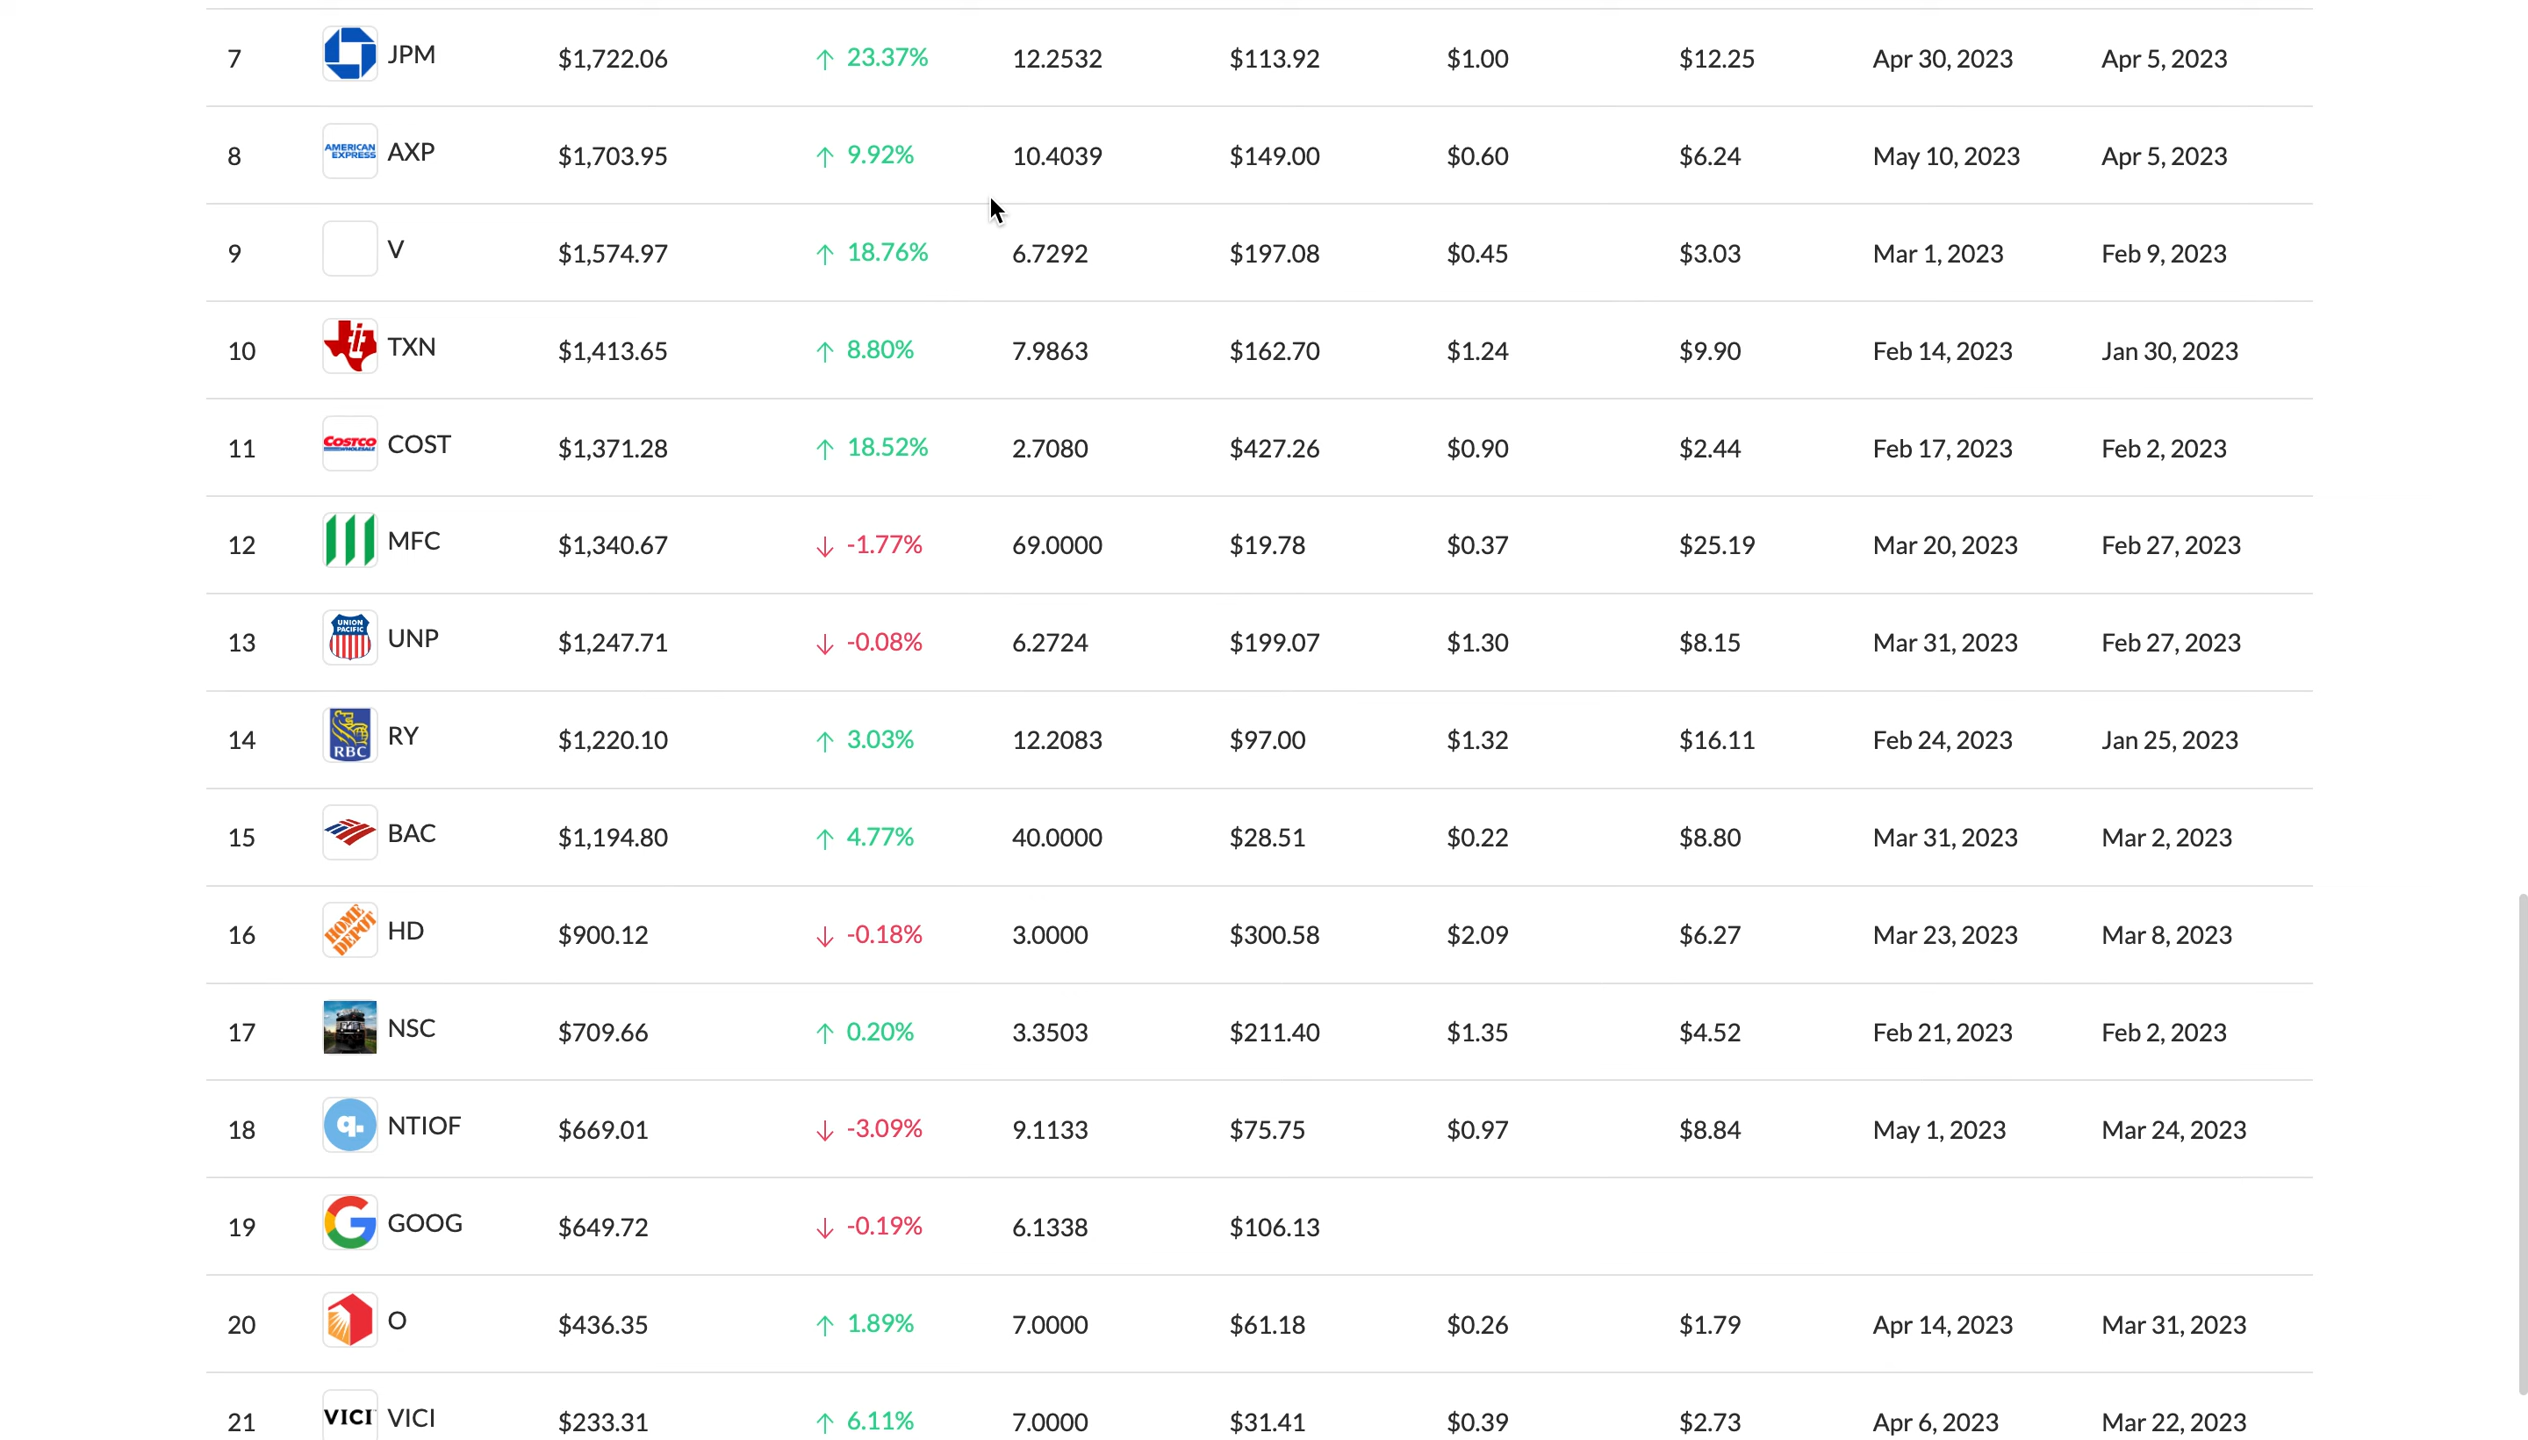 7 JPM $1,722.06 ↑ 23.37% 12.2532 $113.92 $1.00 $12.25 Apr 30, 2023 Apr 5, 2023
8 AMERICAN EXPRESS AXP $1,703.95 ↑ 9.92% 10.4039 $149.00 $0.60 $6.24 May 10, 2023 Apr 5, 2023
9 V $1,574.97 ↑ 18.76% 6.7292 $197.08 $0.45 $3.03 Mar 1, 2023 Feb 9, 2023
10 TXN $1,413.65 ↑ 8.80% 7.9863 $162.70 $1.24 $9.90 Feb 14, 2023 Jan 30, 2023
11 COSTCO WHOLESALE COST $1,371.28 ↑ 18.52% 2.7080 $427.26 $0.90 $2.44 Feb 17, 2023 Feb 2, 2023
12 MFC $1,340.67 ↓ -1.77% 69.0000 $19.78 $0.37 $25.19 Mar 20, 2023 Feb 27, 2023
13 UNION PACIFIC UNP $1,247.71 ↓ -0.08% 6.2724 $199.07 $1.30 $8.15 Mar 31, 2023 Feb 27, 2023
14 RBC RY $1,220.10 ↑ 3.03% 12.2083 $97.00 $1.32 $16.11 Feb 24, 2023 Jan 25, 2023
15 BAC $1,194.80 ↑ 4.77% 40.0000 $28.51 $0.22 $8.80 Mar 31, 2023 Mar 2, 2023
16 HOME DEPOT HD $900.12 ↓ -0.18% 3.0000 $300.58 $2.09 $6.27 Mar 23, 2023 Mar 8, 2023
17 NSC $709.66 ↑ 0.20% 3.3503 $211.40 $1.35 $4.52 Feb 21, 2023 Feb 2, 2023
18 q. NTIOF $669.01 ↓ -3.09% 9.1133 $75.75 $0.97 $8.84 May 1, 2023 Mar 24, 2023
19 G GOOG $649.72 ↓ -0.19% 6.1338 $106.13
20 O $436.35 ↑ 1.89% 7.0000 $61.18 $0.26 $1.79 Apr 14, 2023 Mar 31, 2023
21 VICI VICI $233.31 ↑ 6.11% 7.0000 $31.41 $0.39 $2.73 Apr 6, 2023 Mar 22, 2023